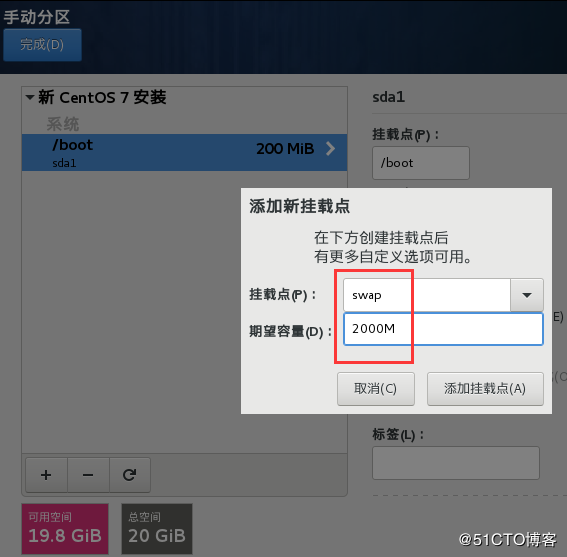 手动分区
完成(D)
新 CentOS 7 安装
系统
/boot
200 MiB
sda1
sda1
挂载点(P)：
/boot
添加新挂载点
在下方创建挂载点后
有更多自定义选项可用。
挂载点(P)：
swap
期望容量(D)：
2000M
取消(C)
添加挂载点(A)
E)
标签(L)：
可用空间
19.8 GiB
总空间
20 GiB
@51CTO博客